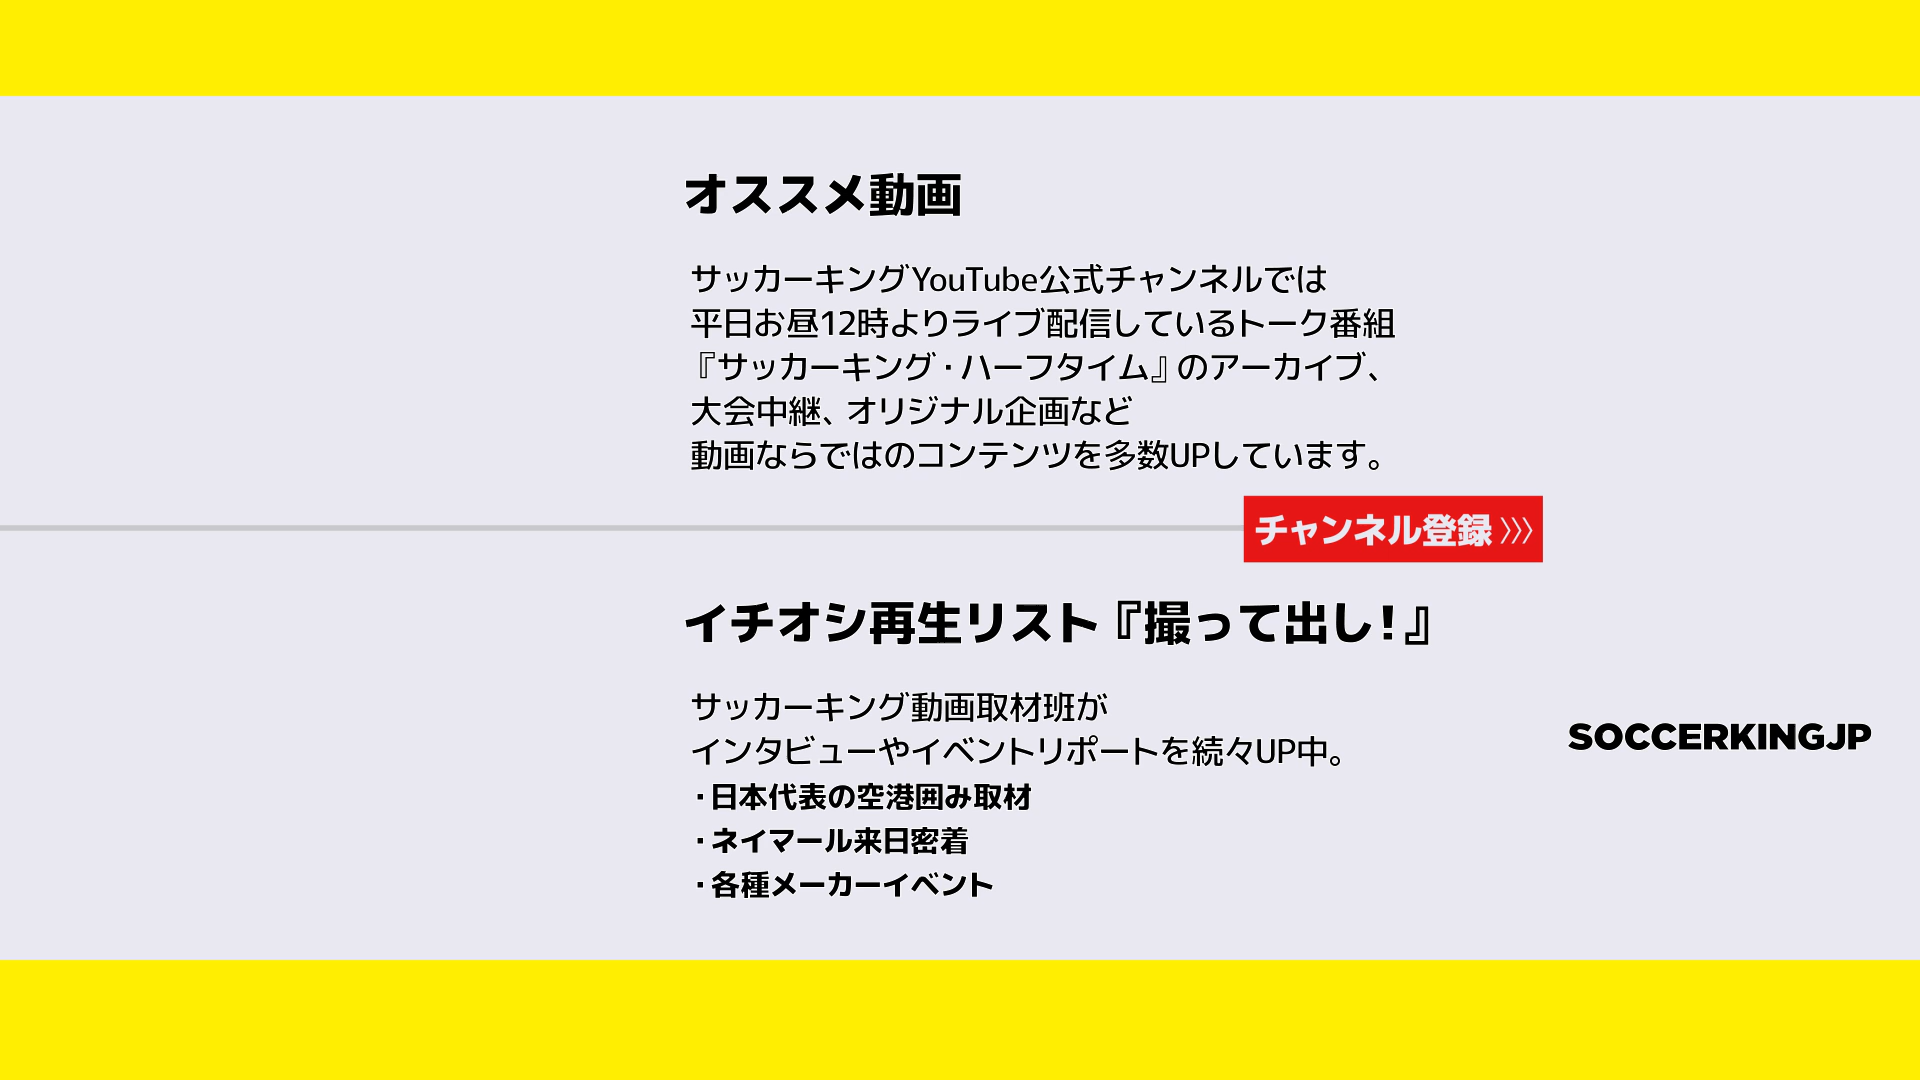 オススメ動画
サッカーキングYouTube公式チャンネルでは
平日お昼12時よりライブ配信しているトーク番組
『サッカーキング・ハーフタイム』のアーカイブ、
大会中継、オリジナル企画など
動画ならではのコンテンツを多数UPしています。
チャンネル登録 〉〉〉
イチオシ再生リスト『撮って出し!』
サッカーキング動画取材班が
インタビューやイベントリポートを続々UP中。
・日本代表の空港囲み取材
・ネイマール来日密着
・各種メーカーイベント
SOCCERKINGJP